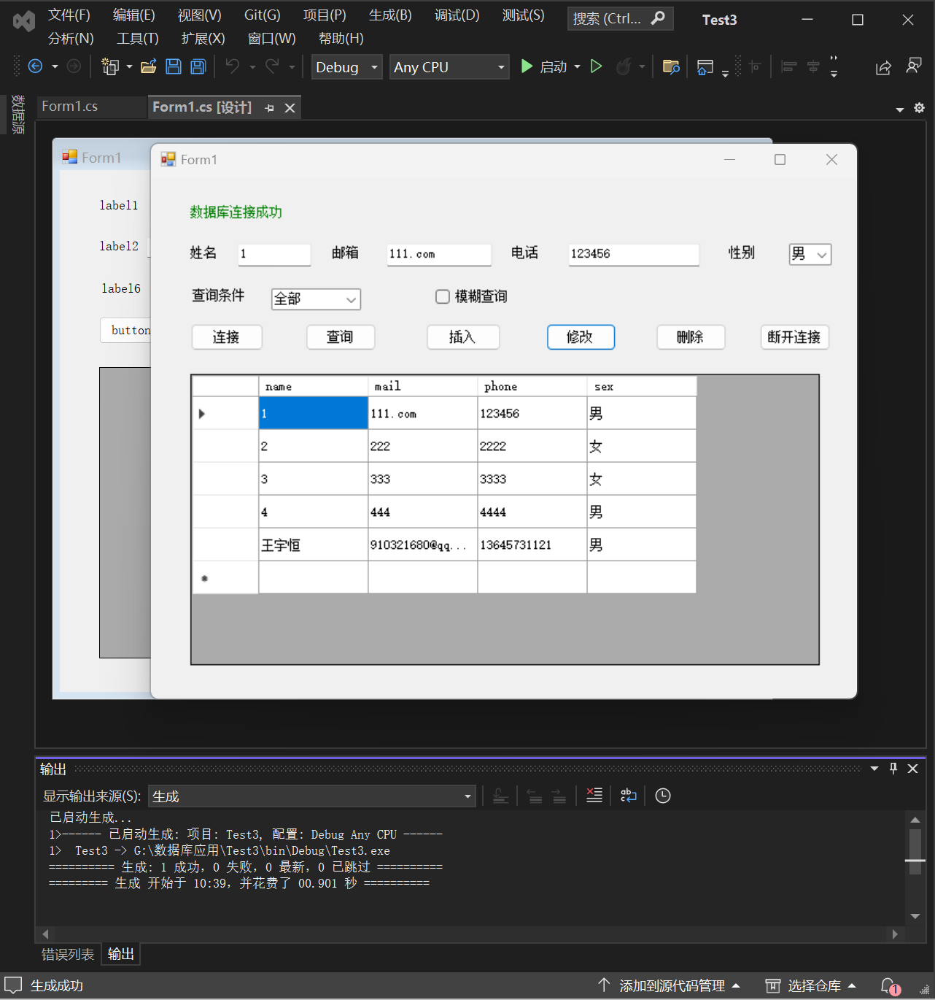 文件(F) 编辑(E) 视图(V) Git(G) 项目(P) 生成(B) 调试(D) 测试(S) 搜索 (Ctrl... Test3
分析(N) 工具(T) 扩展(X) 窗口(W) 帮助(H)
Debug Any CPU 启动
数据源
Form1.cs Form1.cs [设计]
Form1
label1
label2
label6
button
Form1
数据库连接成功
姓名 1 邮箱 111.com 电话 123456 性别 男
查询条件 全部 模糊查询
连接 查询 插入 修改 删除 断开连接
name mail phone sex
1 111.com 123456 男
2 222 2222 女
3 333 3333 女
4 444 4444 男
王宇恒 910321680@qq... 13645731121 男
输出
显示输出来源(S): 生成
已启动生成...
1>------ 已启动生成: 项目: Test3, 配置: Debug Any CPU ------
1>  Test3 -> G:\数据库应用\Test3\bin\Debug\Test3.exe
========== 生成: 1 成功，0 失败，0 最新，0 已跳过 ==========
========= 生成 开始于 10:39，并花费了 00.901 秒 ==========
错误列表 输出
生成成功 添加到源代码管理 选择仓库 1